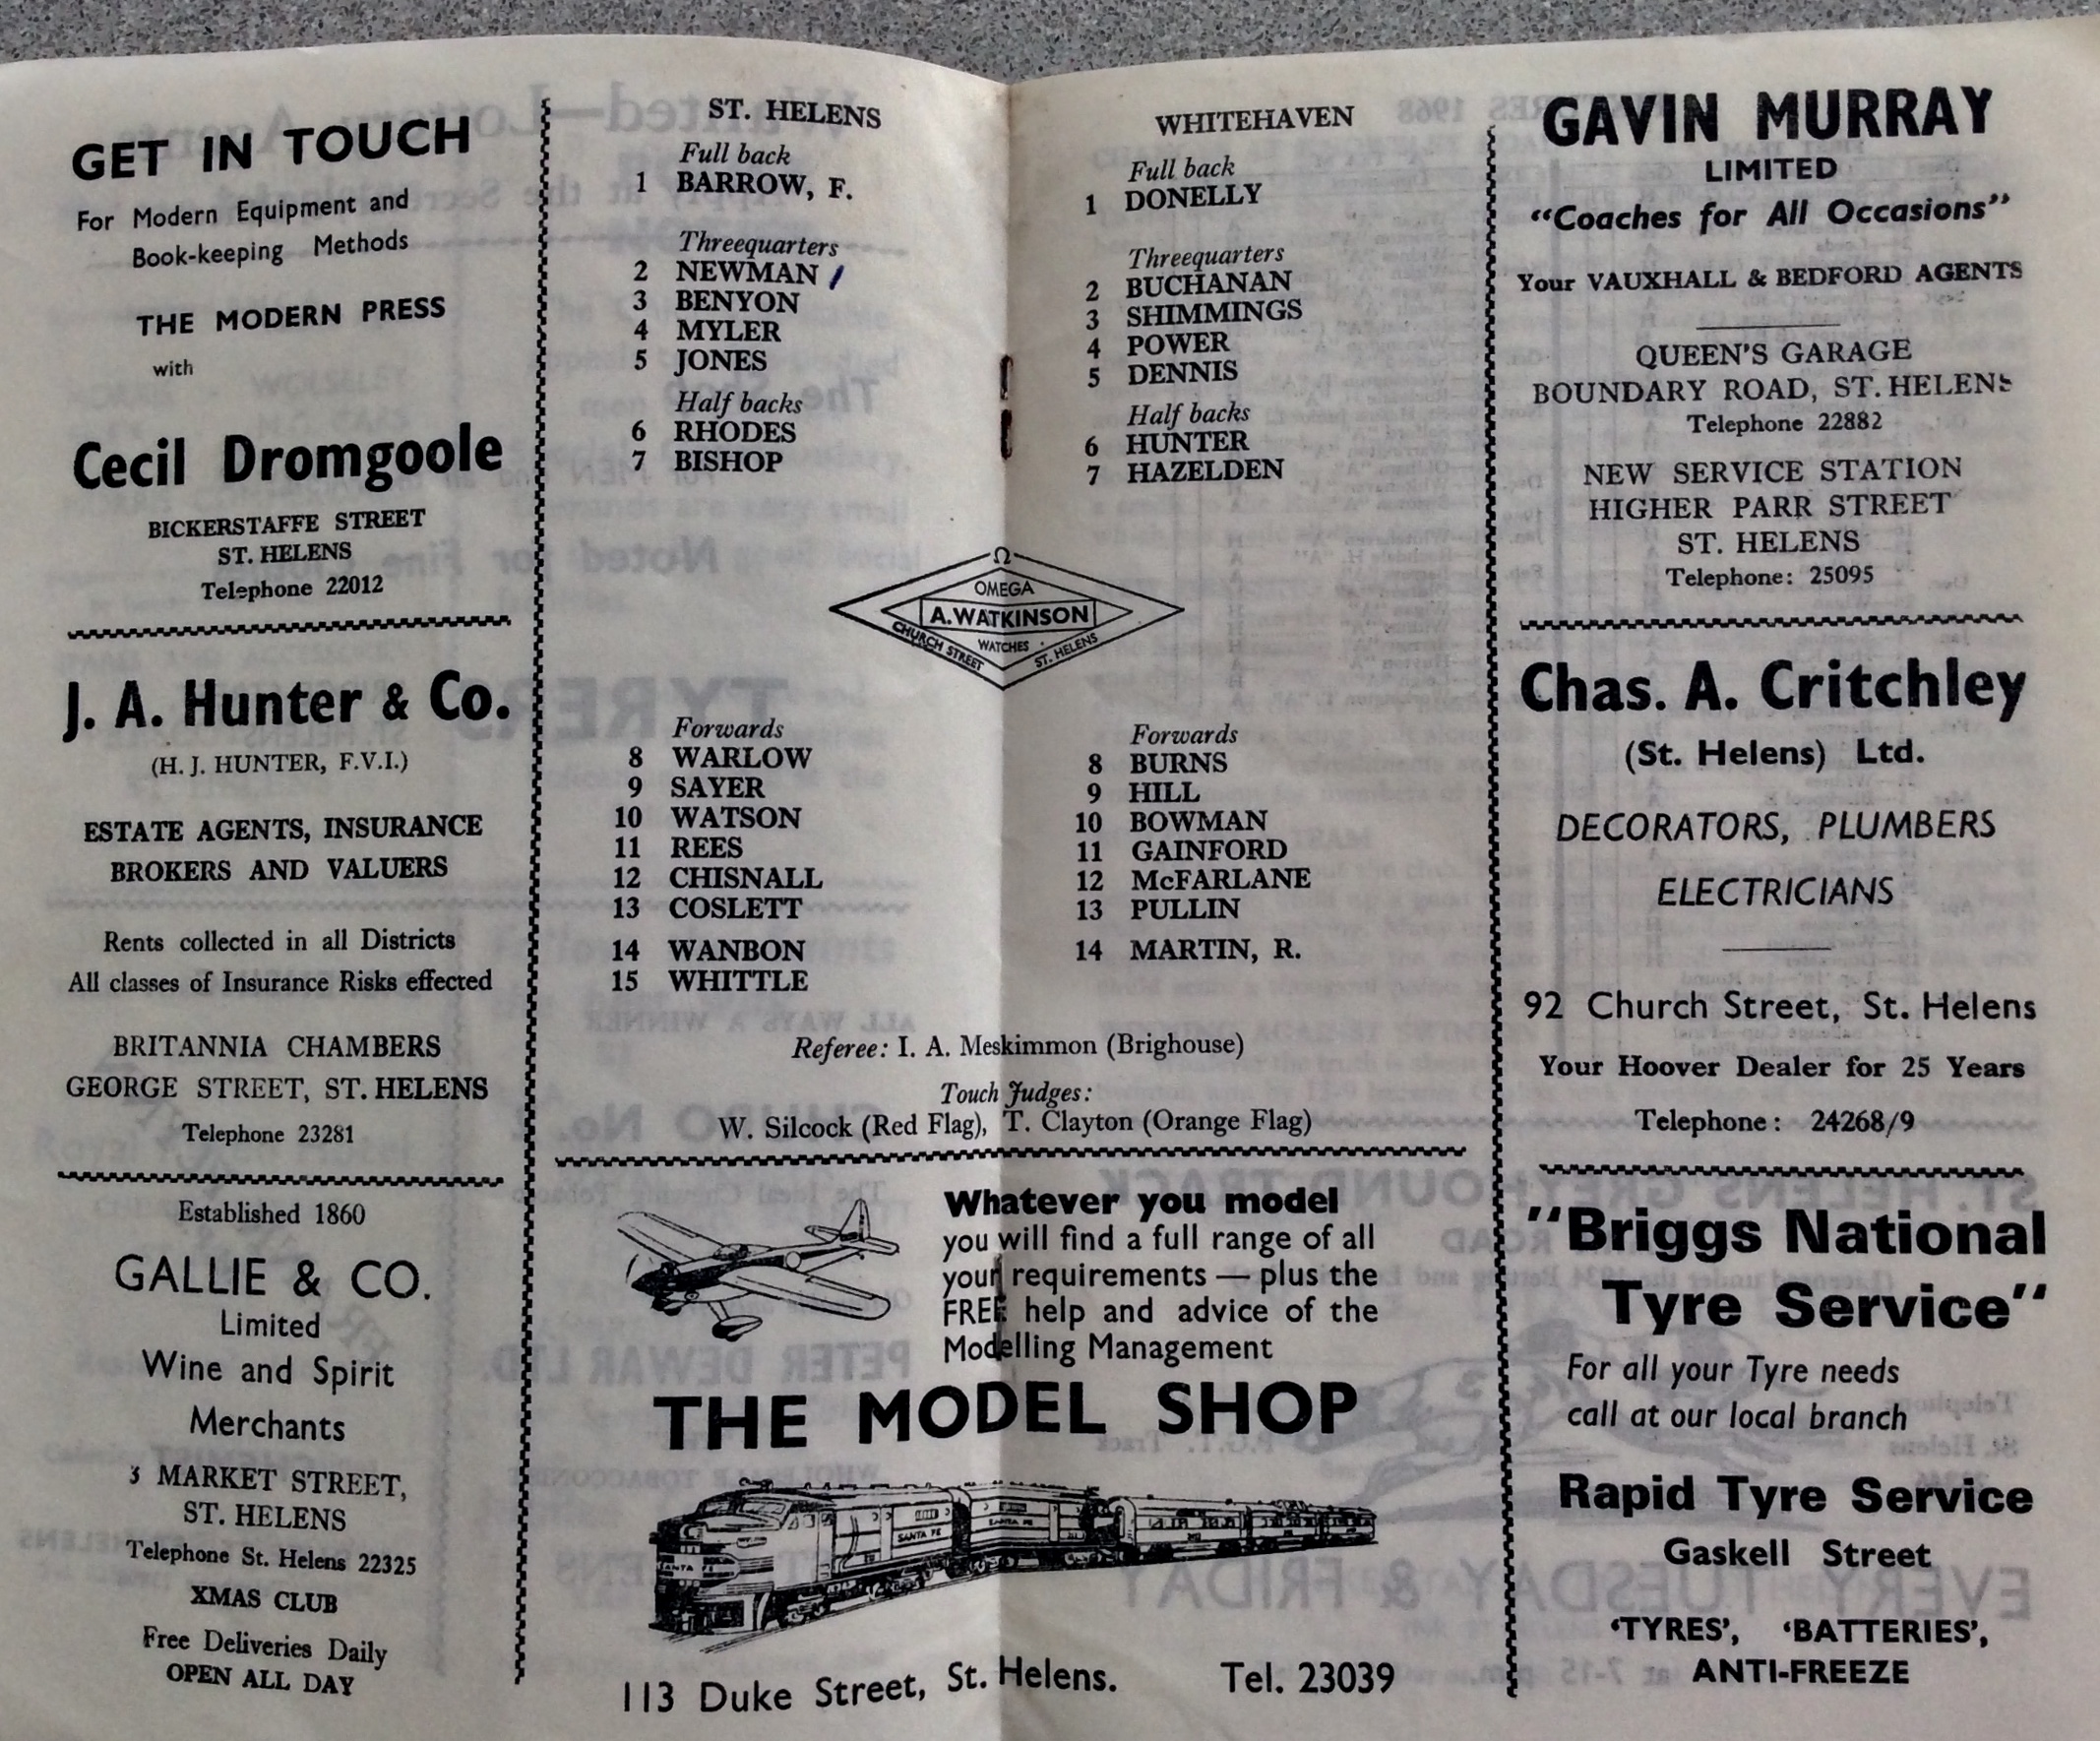 GET IN TOUCH
For Modern Equipment and
Book-keeping Methods
THE MODERN PRESS
with
Cecil Dromgoole
BICKERSTAFFE STREET
ST. HELENS
Telephone 22012
J. A. Hunter & Co.
(H. J. HUNTER, F.V.I.)
ESTATE AGENTS, INSURANCE
BROKERS AND VALUERS
Rents collected in all Districts
All classes of Insurance Risks effected
BRITANNIA CHAMBERS
GEORGE STREET, ST. HELENS
Telephone 23281
Established 1860
GALLIE & CO.
Limited
Wine and Spirit
Merchants
3 MARKET STREET,
ST. HELENS
Telephone St. Helens 22325
XMAS CLUB
Free Deliveries Daily
OPEN ALL DAY
ST. HELENS
Full back
1 BARROW, F.
Threequarters
2 NEWMAN
3 BENYON
4 MYLER
5 JONES
Half backs
6 RHODES
7 BISHOP
Forwards
8 WARLOW
9 SAYER
10 WATSON
11 REES
12 CHISNALL
13 COSLETT
14 WANBON
15 WHITTLE
WHITEHAVEN
Full back
1 DONELLY
Threequarters
2 BUCHANAN
3 SHIMMINGS
4 POWER
5 DENNIS
Half backs
6 HUNTER
7 HAZELDEN
Forwards
8 BURNS
9 HILL
10 BOWMAN
11 GAINFORD
12 McFARLANE
13 PULLIN
14 MARTIN, R.
Ω
OMEGA
A. WATKINSON
WATCHES
CHURCH STREET
ST. HELENS
Referee: I. A. Meskimmon (Brighouse)
Touch Judges:
W. Silcock (Red Flag), T. Clayton (Orange Flag)
Whatever you model
you will find a full range of all
your requirements — plus the
FREE help and advice of the
Modelling Management
THE MODEL SHOP
SANTA FE
SANTA FE
SANTA FE
113 Duke Street, St. Helens. Tel. 23039
GAVIN MURRAY
LIMITED
"Coaches for All Occasions"
Your VAUXHALL & BEDFORD AGENTS
QUEEN'S GARAGE
BOUNDARY ROAD, ST. HELENS
Telephone 22882
NEW SERVICE STATION
HIGHER PARR STREET
ST. HELENS
Telephone: 25095
Chas. A. Critchley
(St. Helens) Ltd.
DECORATORS, PLUMBERS
ELECTRICIANS
92 Church Street, St. Helens
Your Hoover Dealer for 25 Years
Telephone: 24268/9
"Briggs National
Tyre Service"
For all your Tyre needs
call at our local branch
Rapid Tyre Service
Gaskell Street
'TYRES', 'BATTERIES',
ANTI-FREEZE